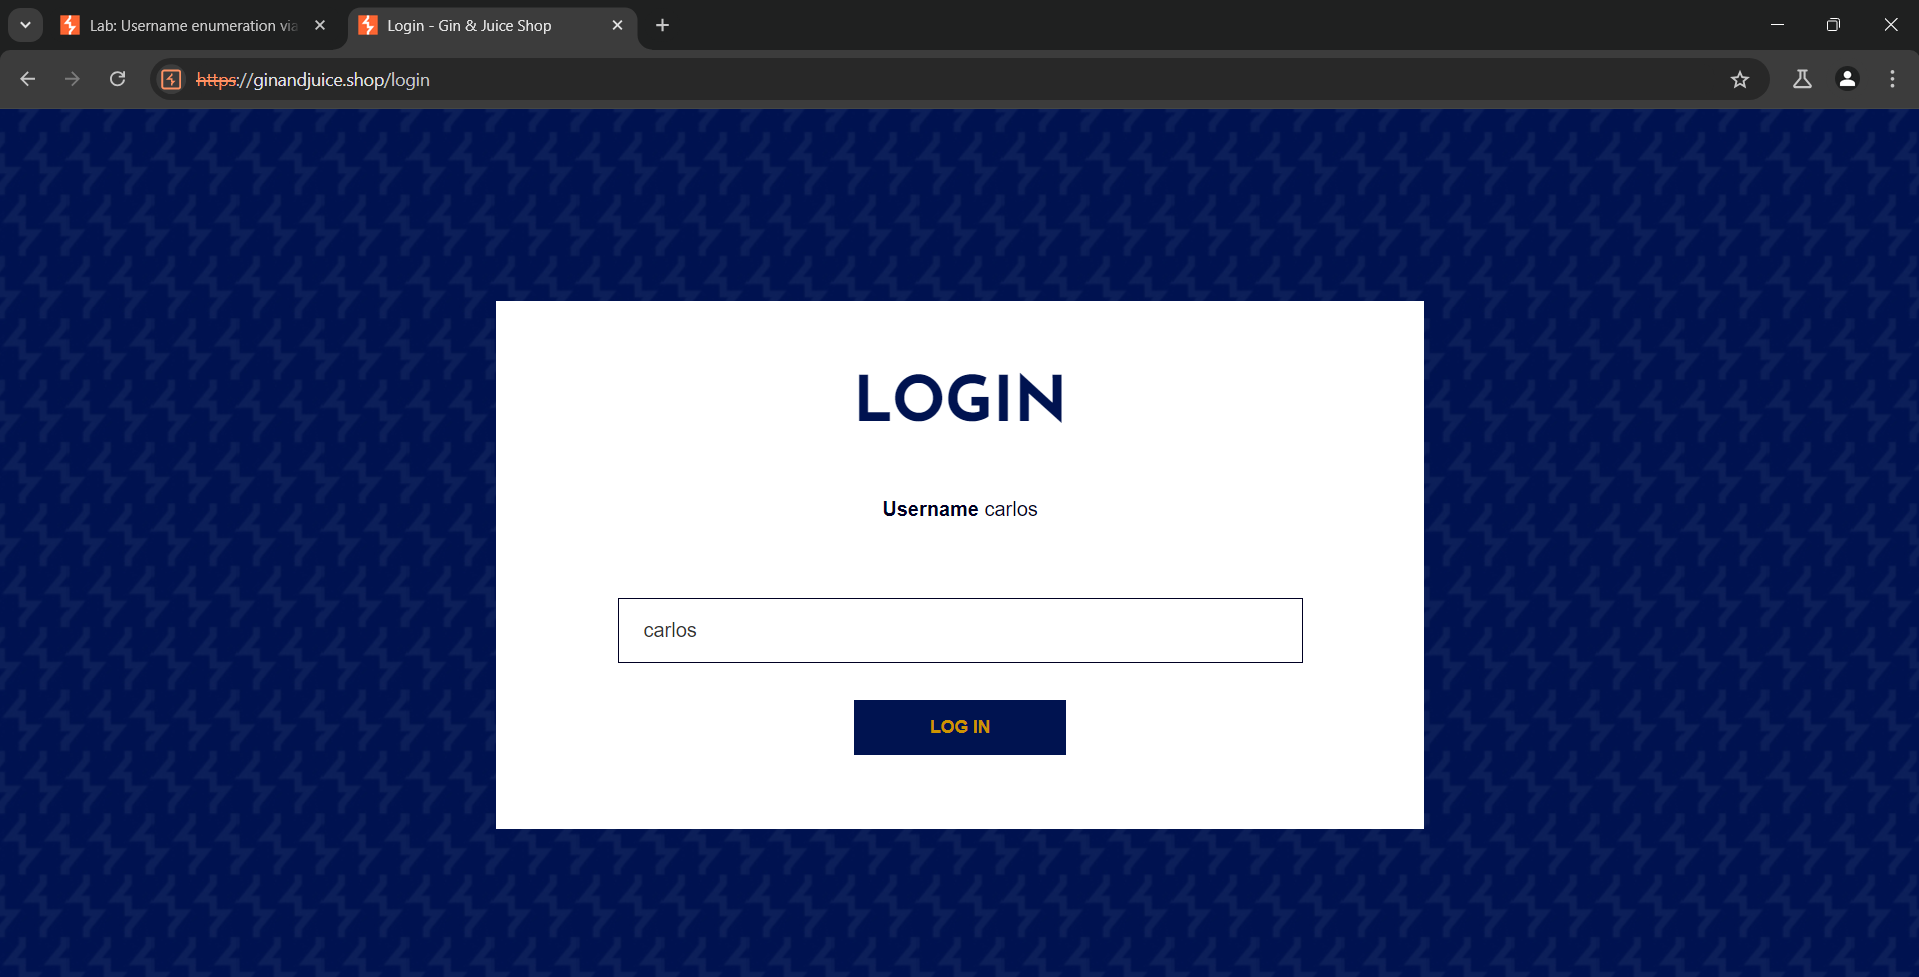 Lab: Username enumeration via
Login - Gin & Juice Shop
https://ginandjuice.shop/login
LOGIN
Username carlos
carlos
LOG IN